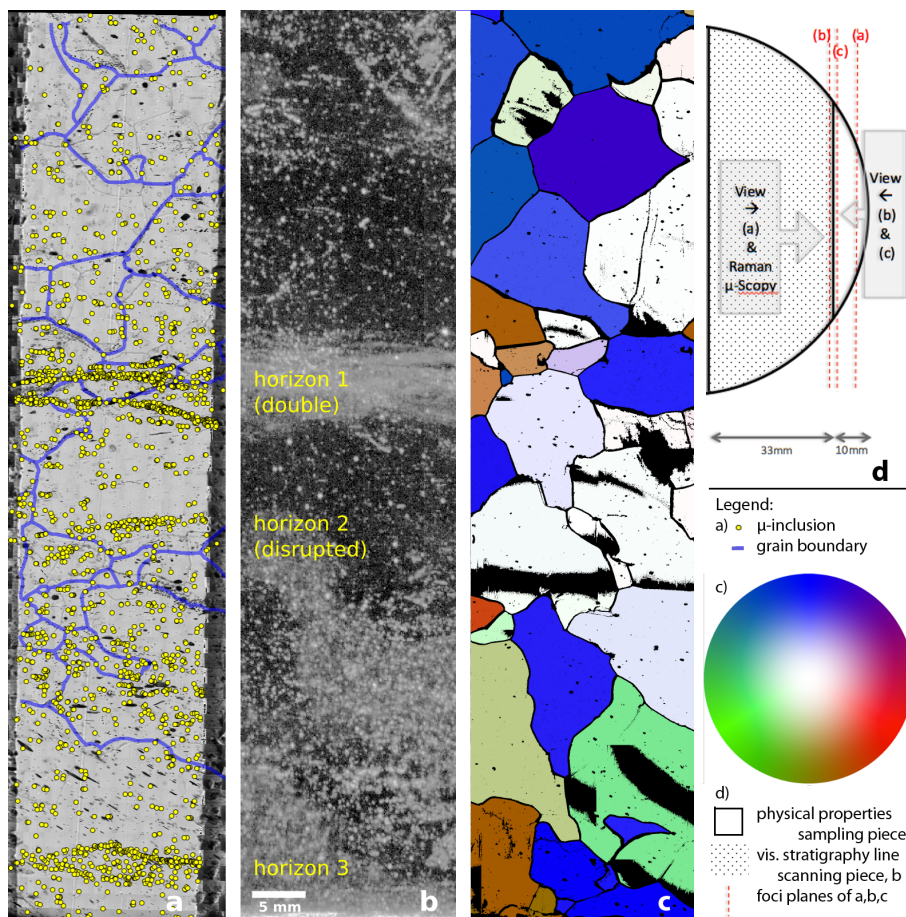 horizon 1
(double)
horizon 2
(disrupted)
horizon 3
5 mm
a
b
c
(b)
(a)
(c)
View
→
(a)
&
Raman
μ-Scopy
View
←
(b)
&
(c)
33mm
10mm
d
Legend:
a) μ-inclusion
grain boundary
c)
d)
physical properties
sampling piece
vis. stratigraphy line
scanning piece, b
foci planes of a,b,c